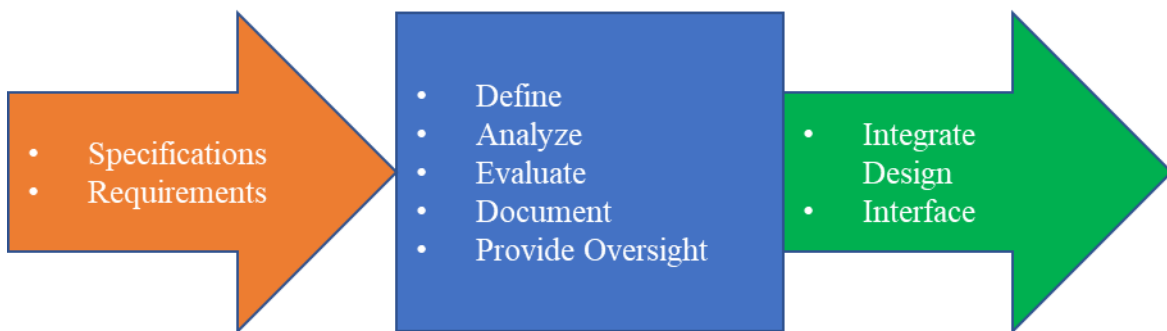 • Specifications
• Requirements
• Define
• Analyze
• Evaluate
• Document
• Provide Oversight
• Integrate
Design
• Interface